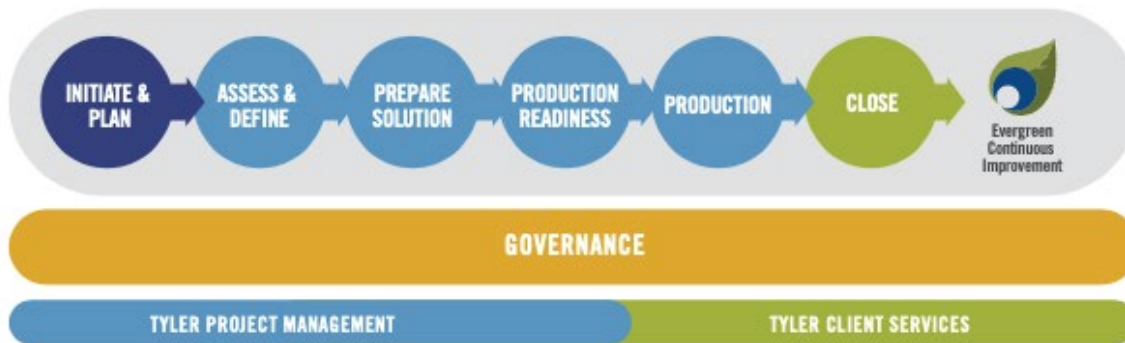 INITIATE &
PLAN
ASSESS &
DEFINE
PREPARE
SOLUTION
PRODUCTION
READINESS
PRODUCTION
CLOSE
Evergreen
Continuous
Improvement
GOVERNANCE
TYLER PROJECT MANAGEMENT
TYLER CLIENT SERVICES